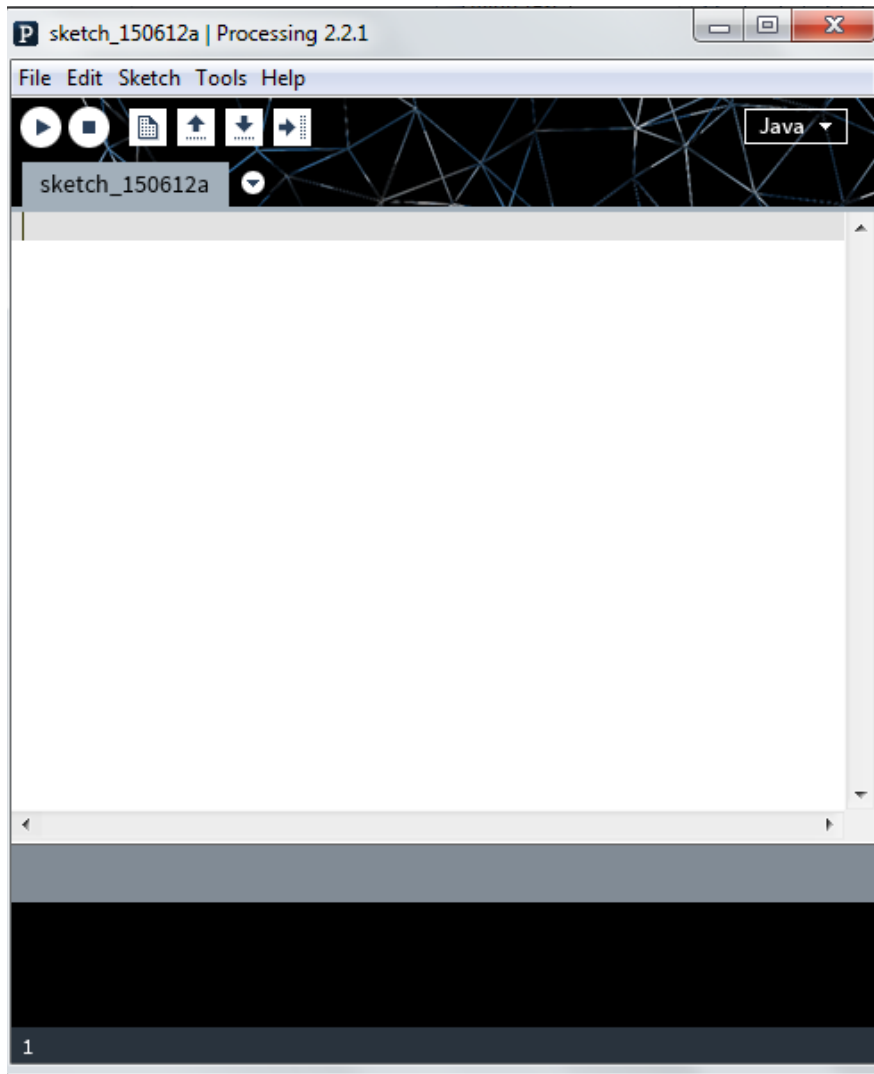 P sketch_150612a | Processing 2.2.1
File Edit Sketch Tools Help
Java
sketch_150612a
1